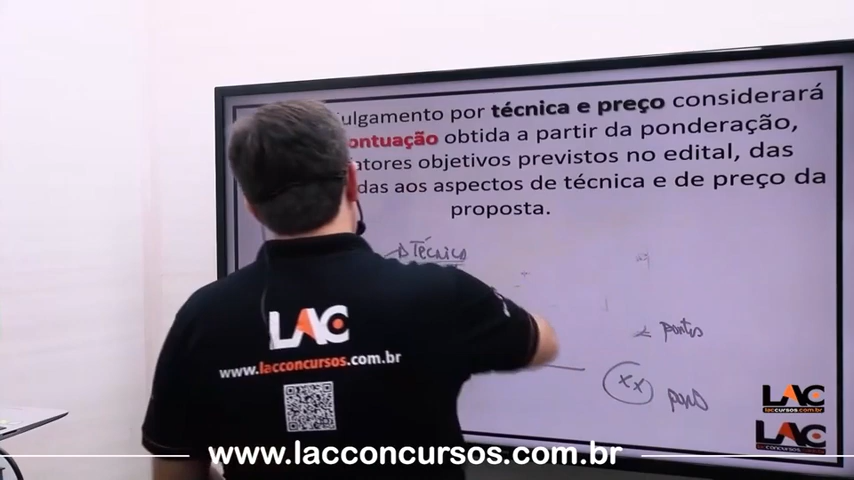 julgamento por técnica e preço considerará
pontuação obtida a partir da ponderação,
fatores objetivos previstos no edital, das
das aos aspectos de técnica e de preço da
proposta.
Técnica
pontos
xx
LAC
www.lacconcursos.com.br
LAC
www.lacconcursos.com.br
LAC
www.lacconcursos.com.br